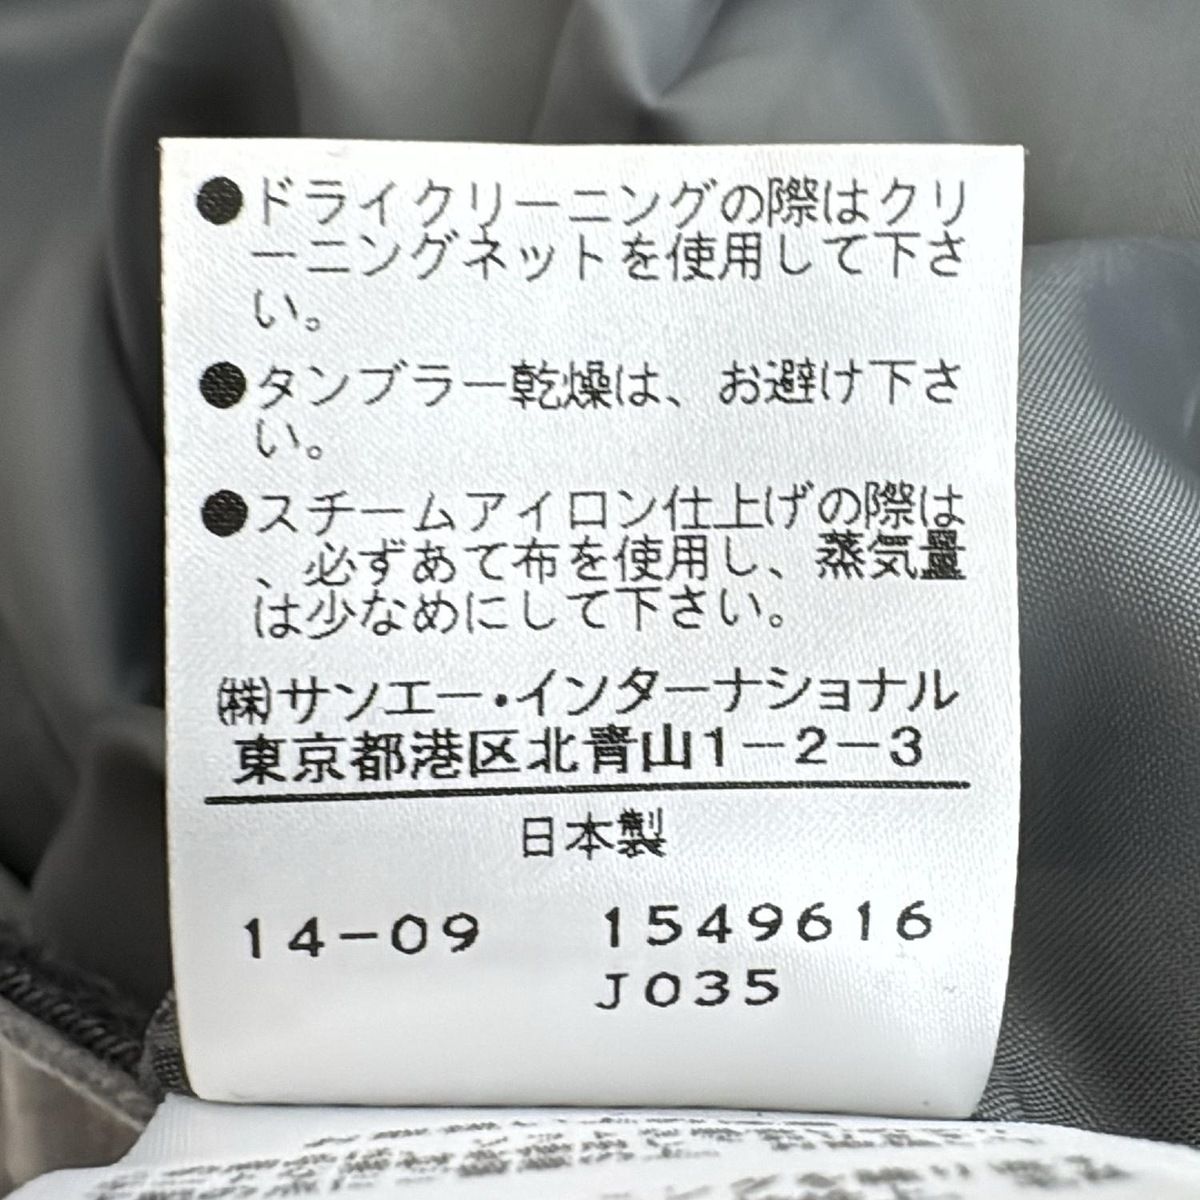 ●ドライクリーニングの際はクリ
ーニングネットを使用して下さ
い。
●タンブラー乾燥は、お避け下さ
い。
●スチームアイロン仕上げの際は
、必ずあて布を使用し、蒸気量
は少なめにして下さい。
㈱サンエー・インターナショナル
東京都港区北青山1-2-3
日本製
14-09 1549616
J035